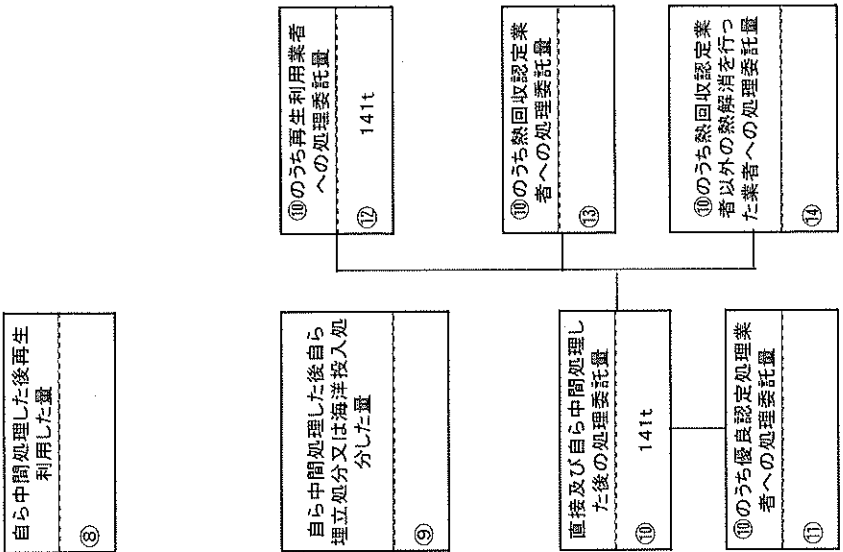 自ら中間処理した後再生
利用した量
⑧
自ら中間処理した後自ら
埋立処分又は海洋投入処
分した量
⑨
直接及び自ら中間処理し
た後の処理委託量
⑩ 141t
⑩のうち優良認定処理業
者への処理委託量
⑪
⑩のうち再生利用業者
への処理委託量
⑫ 141t
⑩のうち熱回収認定業
者への処理委託量
⑬
⑩のうち熱回収認定業
者以外の熱解消を行っ
た業者への処理委託量
⑭